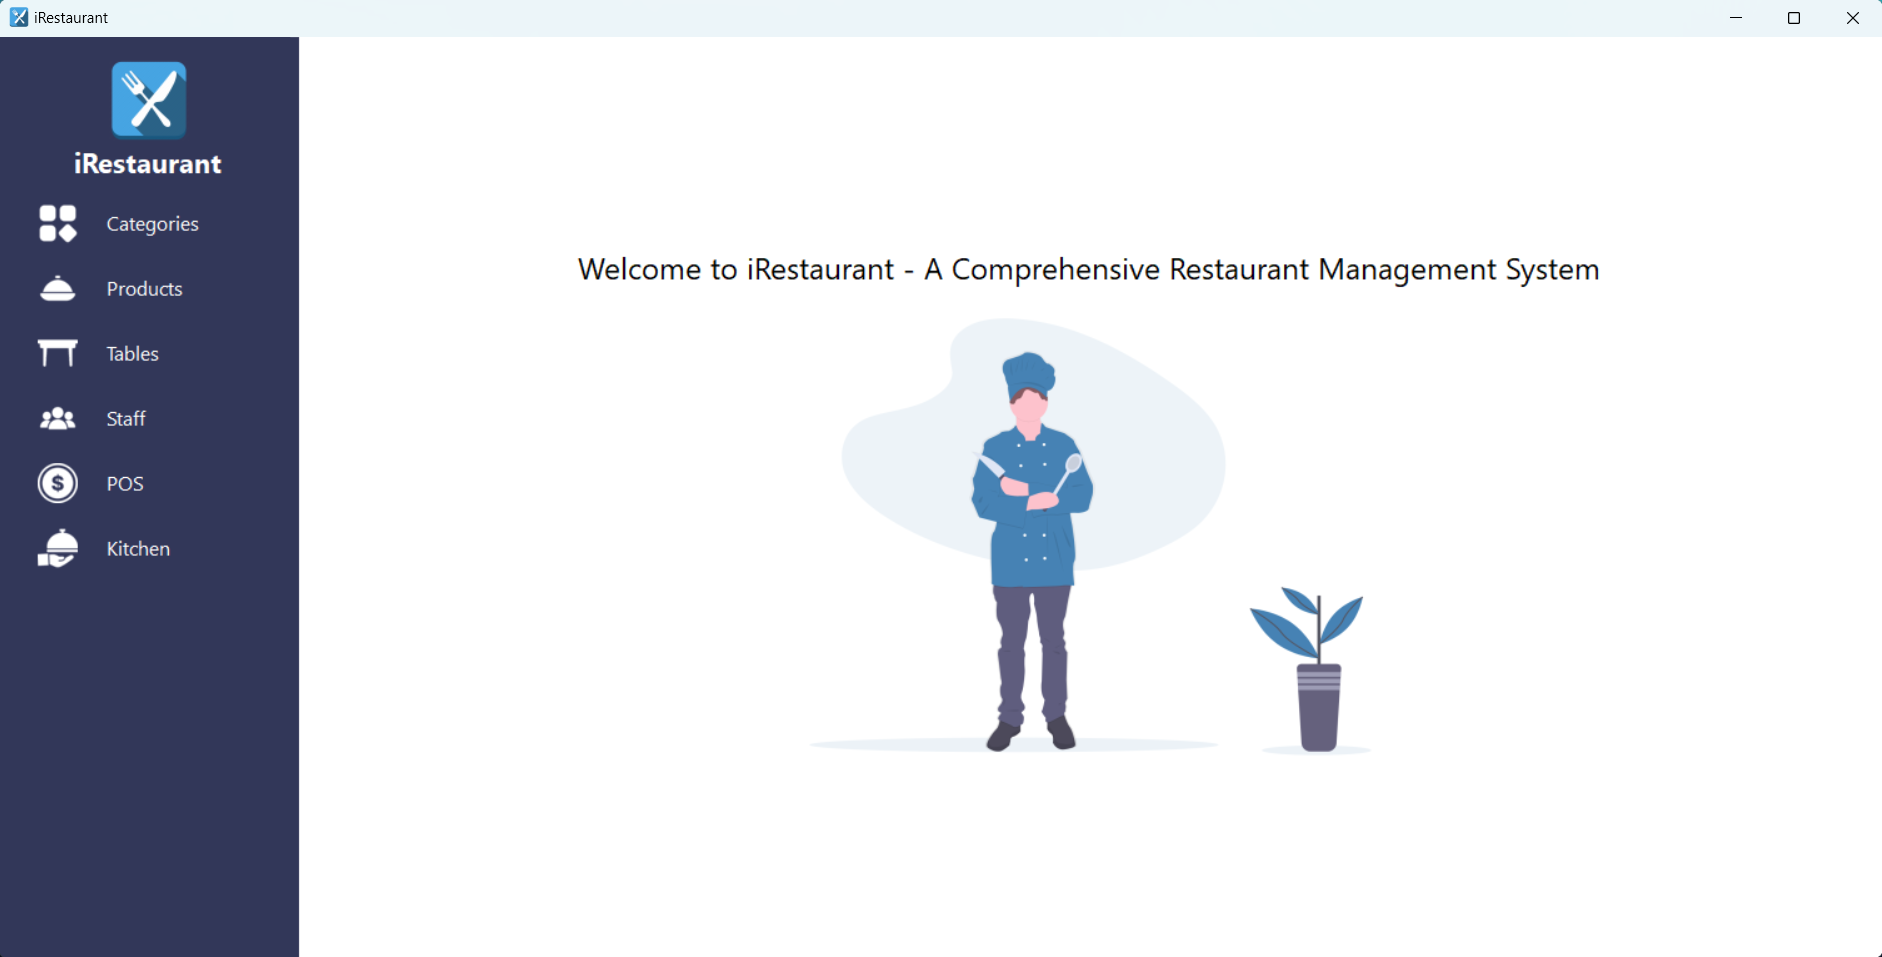 iRestaurant
iRestaurant
Categories
Products
Tables
Staff
$ POS
Kitchen
Welcome to iRestaurant - A Comprehensive Restaurant Management System